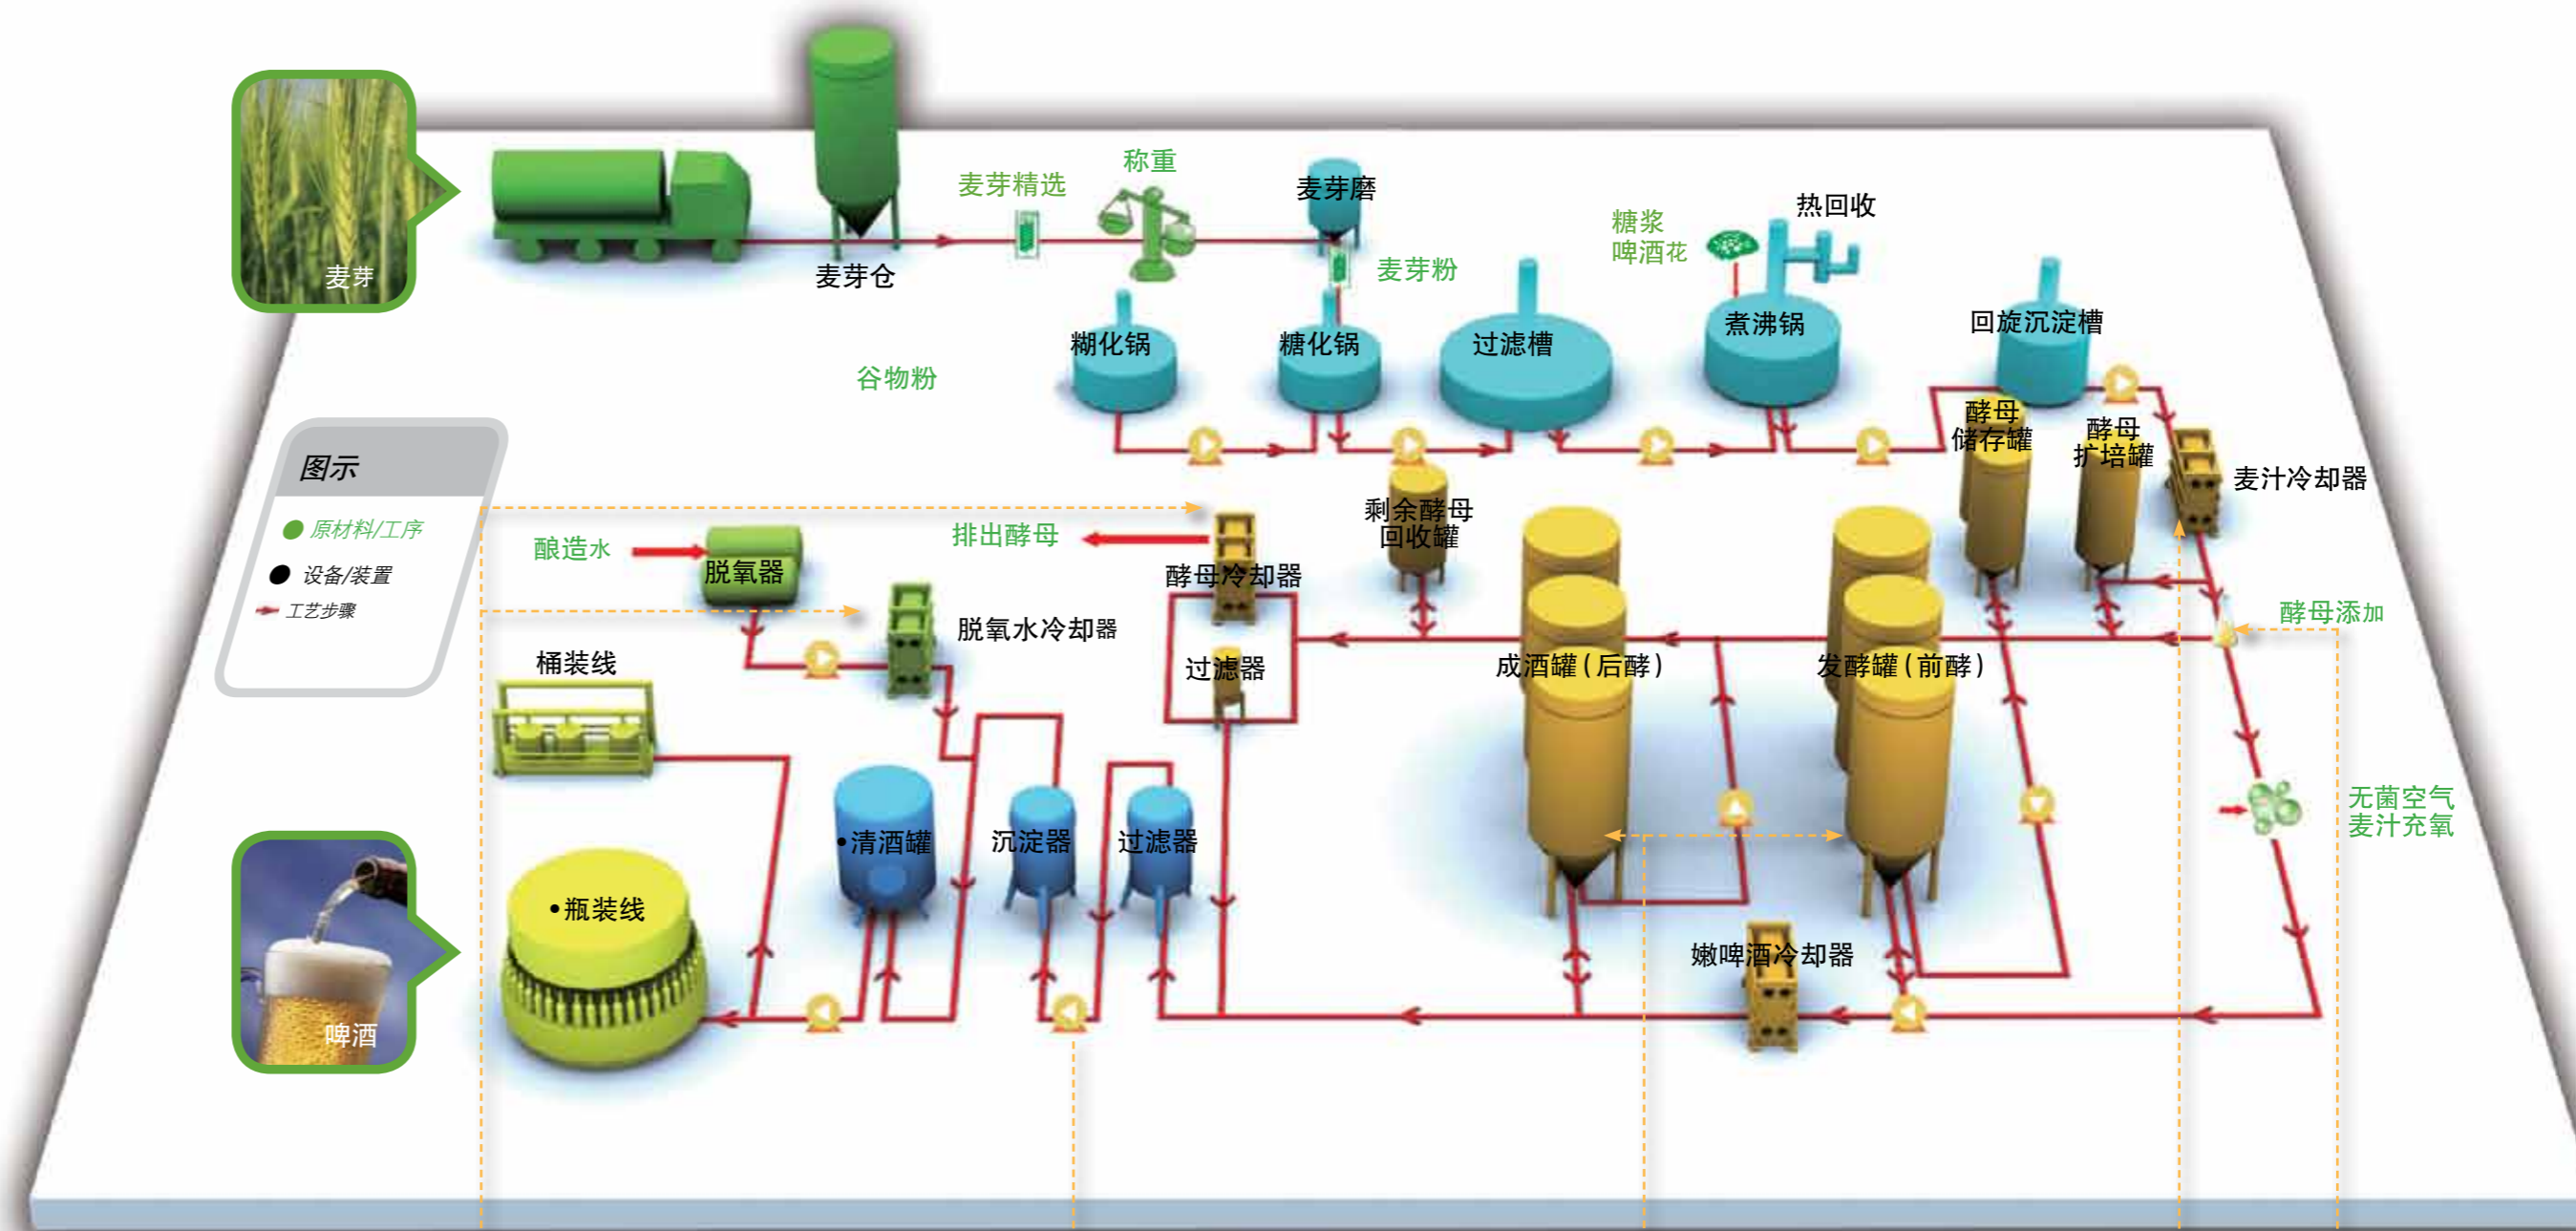 麦芽
麦芽仓
麦芽精选
称重
麦芽磨
麦芽粉
糖浆
啤酒花
热回收
谷物粉
糊化锅
糖化锅
过滤槽
煮沸锅
回旋沉淀槽
图示
原材料/工序
设备/装置
工艺步骤
酿造水
脱氧器
脱氧水冷却器
排出酵母
酵母冷却器
过滤器
剩余酵母
回收罐
成酒罐(后酵)
发酵罐(前酵)
酵母
储存罐
酵母
扩培罐
麦汁冷却器
酵母添加
无菌空气
麦汁充氧
桶装线
•瓶装线
•清酒罐
沉淀器
过滤器
嫩啤酒冷却器
啤酒